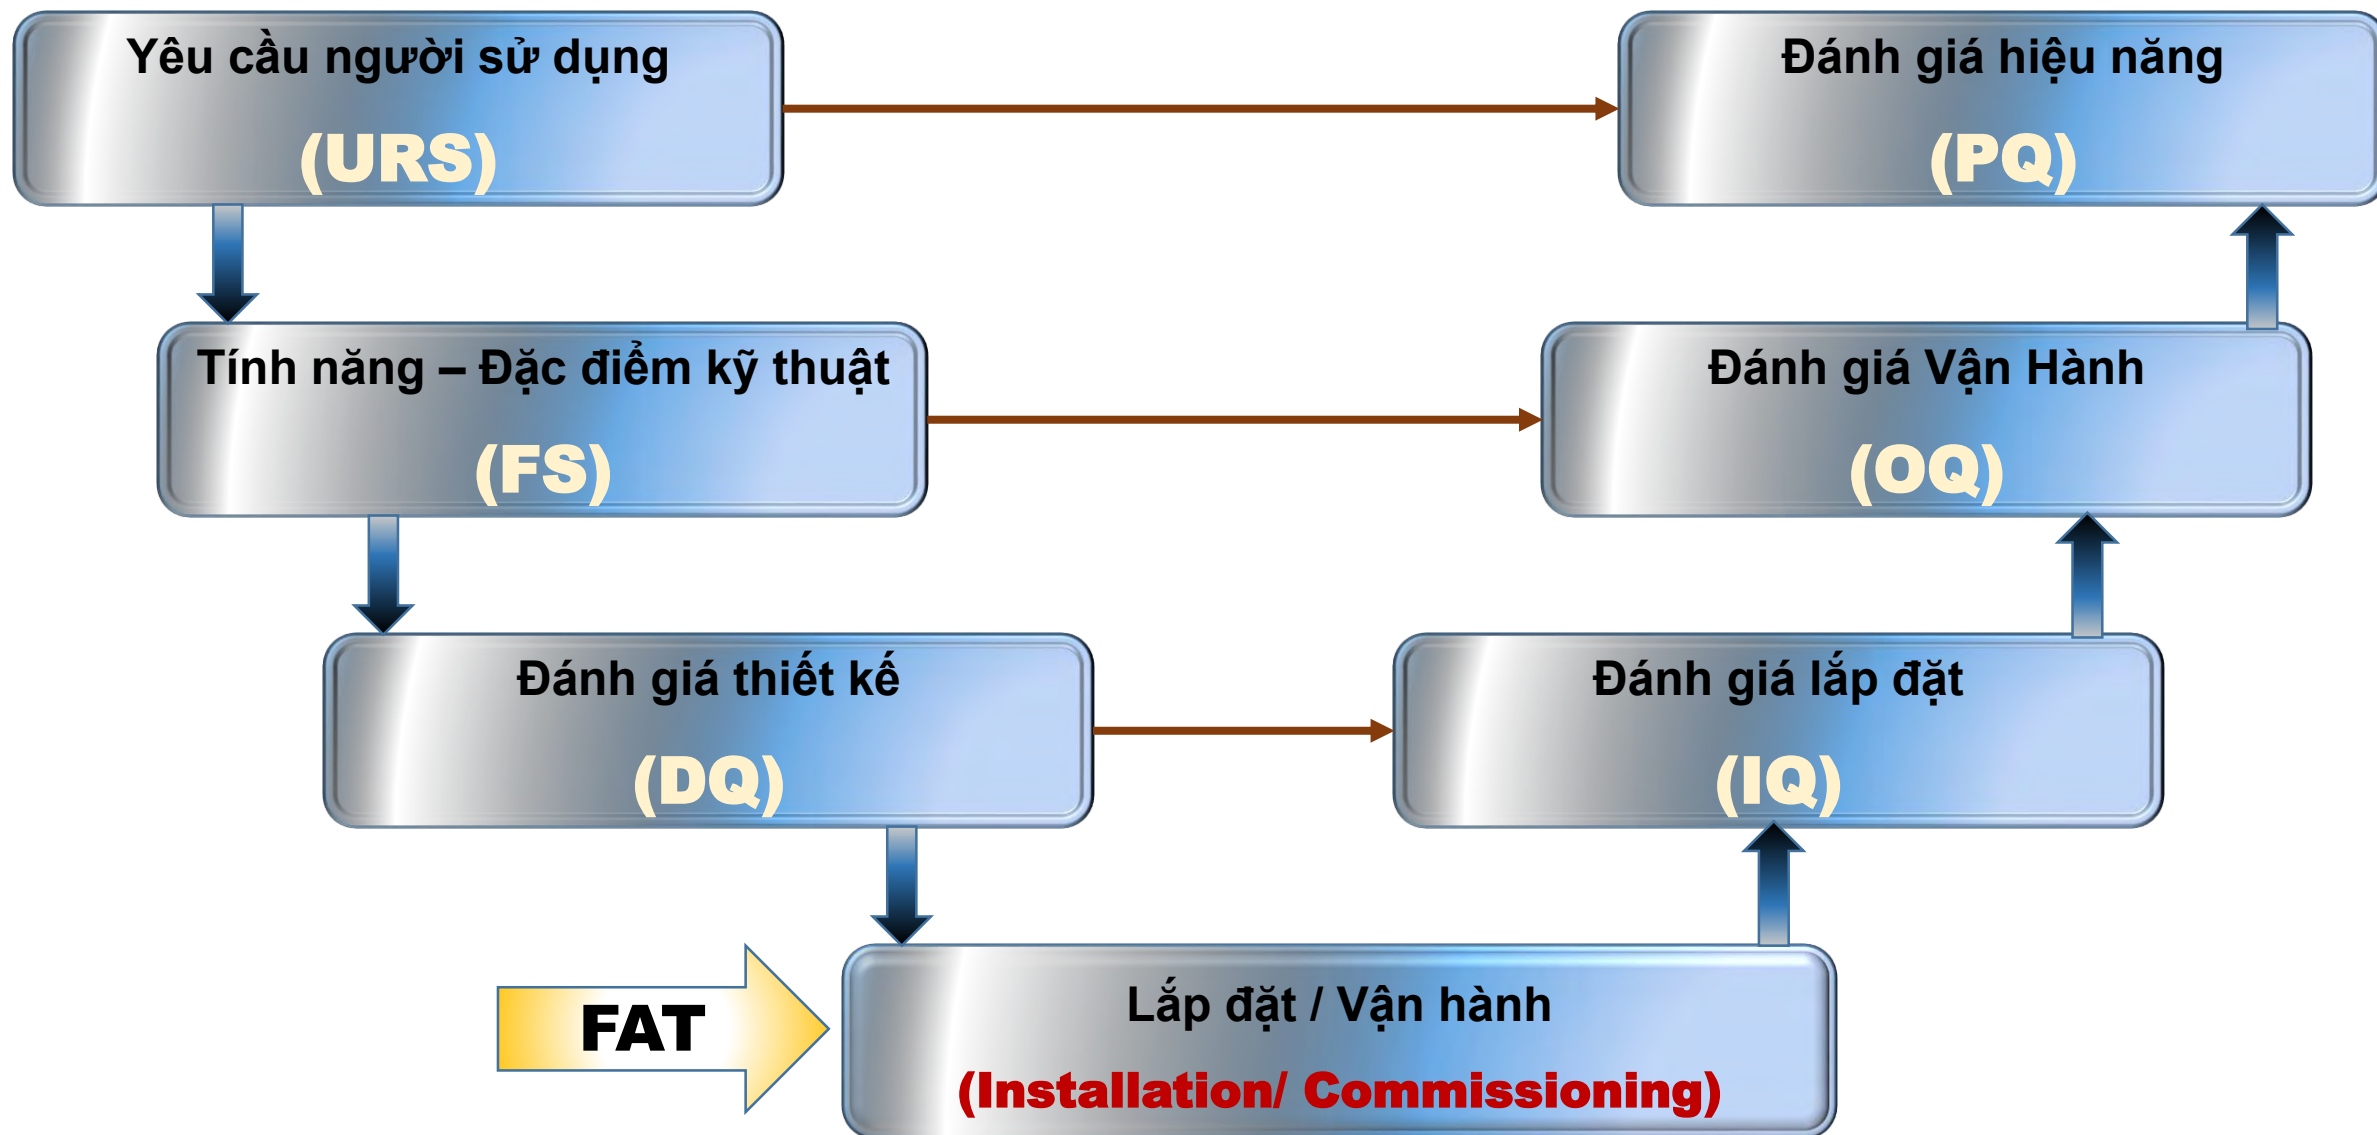 Yêu cầu người sử dụng
(URS)
Đánh giá hiệu năng
(PQ)
Tính năng – Đặc điểm kỹ thuật
(FS)
Đánh giá Vận Hành
(OQ)
Đánh giá thiết kế
(DQ)
Đánh giá lắp đặt
(IQ)
FAT
Lắp đặt / Vận hành
(Installation/ Commissioning)